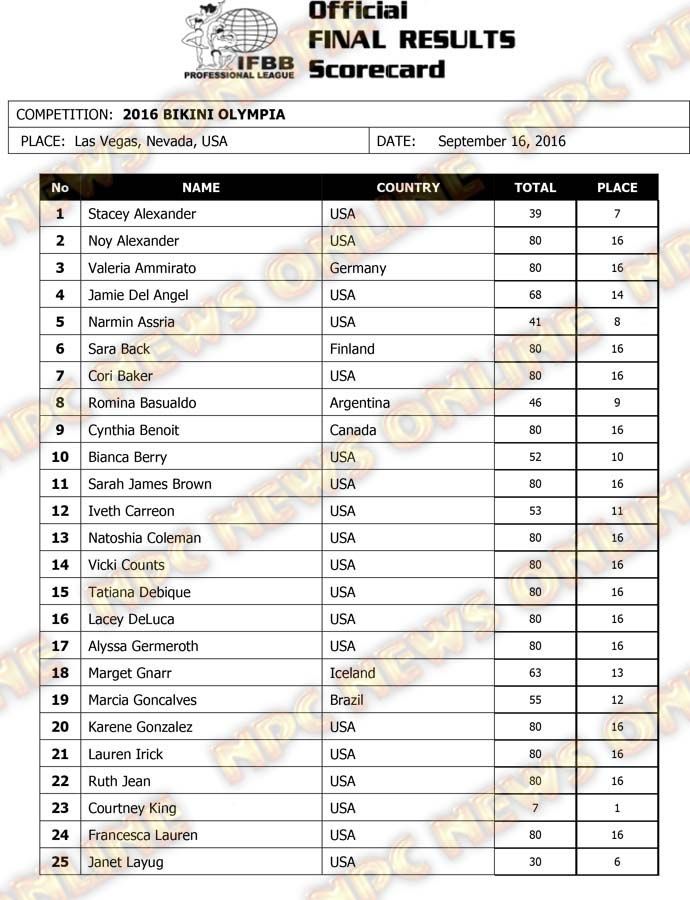 Official
FINAL RESULTS
IFBB
PROFESSIONAL LEAGUE
Scorecard
COMPETITION: 2016 BIKINI OLYMPIA
PLACE: Las Vegas, Nevada, USA DATE: September 16, 2016
No NAME COUNTRY TOTAL PLACE
1 Stacey Alexander USA 39 7
2 Noy Alexander USA 80 16
3 Valeria Ammirato Germany 80 16
4 Jamie Del Angel USA 68 14
5 Narmin Assria USA 41 8
6 Sara Back Finland 80 16
7 Cori Baker USA 80 16
8 Romina Basualdo Argentina 46 9
9 Cynthia Benoit Canada 80 16
10 Bianca Berry USA 52 10
11 Sarah James Brown USA 80 16
12 Iveth Carreon USA 53 11
13 Natoshia Coleman USA 80 16
14 Vicki Counts USA 80 16
15 Tatiana Debique USA 80 16
16 Lacey DeLuca USA 80 16
17 Alyssa Germeroth USA 80 16
18 Marget Gnarr Iceland 63 13
19 Marcia Goncalves Brazil 55 12
20 Karene Gonzalez USA 80 16
21 Lauren Irick USA 80 16
22 Ruth Jean USA 80 16
23 Courtney King USA 7 1
24 Francesca Lauren USA 80 16
25 Janet Layug USA 30 6
NPC NEWS ONLINE